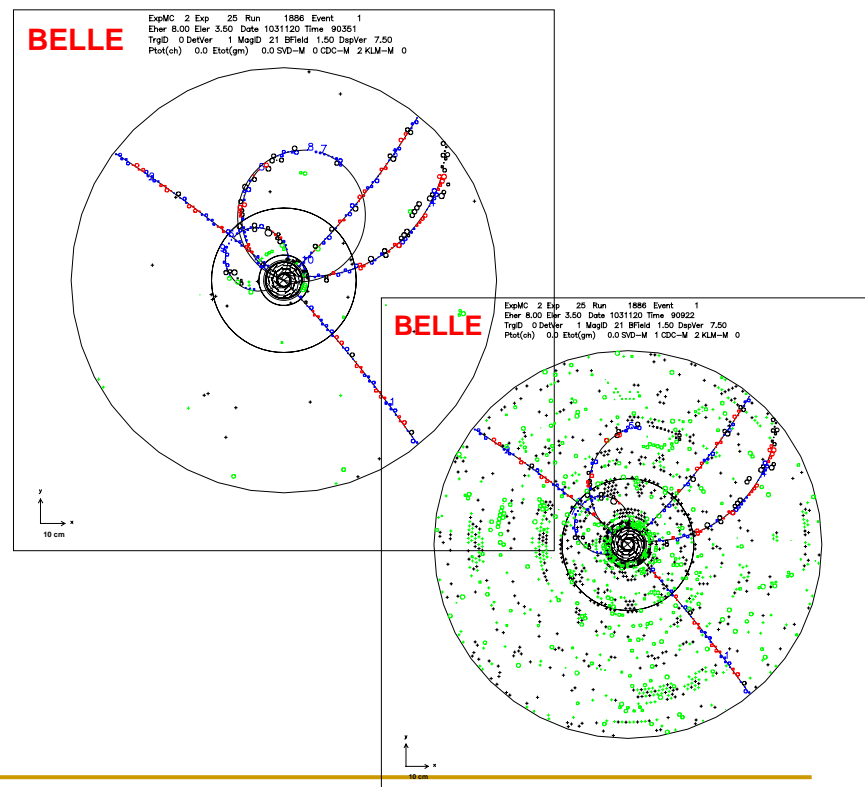 BELLE
ExpMC 2 Exp 25 Run 1886 Event 1
Eher 8.00 Eler 3.50 Date 1031120 Time 90351
TrgID 0 DetVer 1 MagID 21 BField 1.50 DspVer 7.50
Ptot(ch) 0.0 Etot(gm) 0.0 SVD-M 0 CDC-M 2 KLM-M 0
8 7
10
1
y
x
10 cm
BELLE
ExpMC 2 Exp 25 Run 1886 Event 1
Eher 8.00 Eler 3.50 Date 1031120 Time 90922
TrgID 0 DetVer 1 MagID 21 BField 1.50 DspVer 7.50
Ptot(ch) 0.0 Etot(gm) 0.0 SVD-M 1 CDC-M 2 KLM-M 0
y
x
10 cm